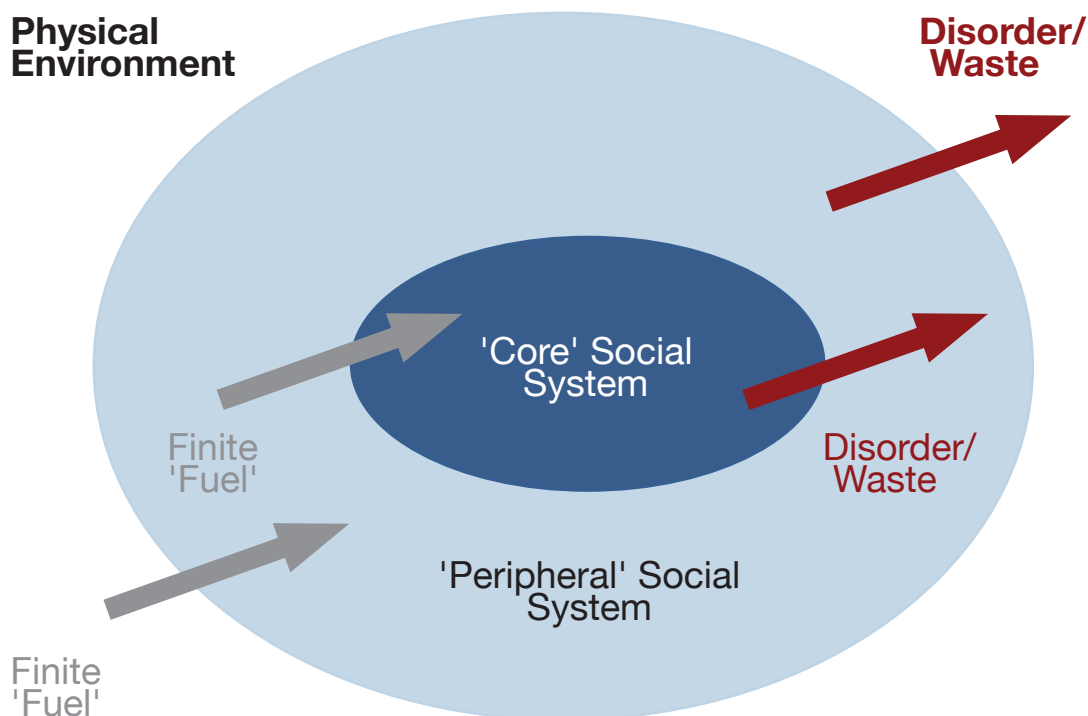 Physical
Environment
Disorder/
Waste
'Core' Social
System
Finite
'Fuel'
Disorder/
Waste
'Peripheral' Social
System
Finite
'Fuel'